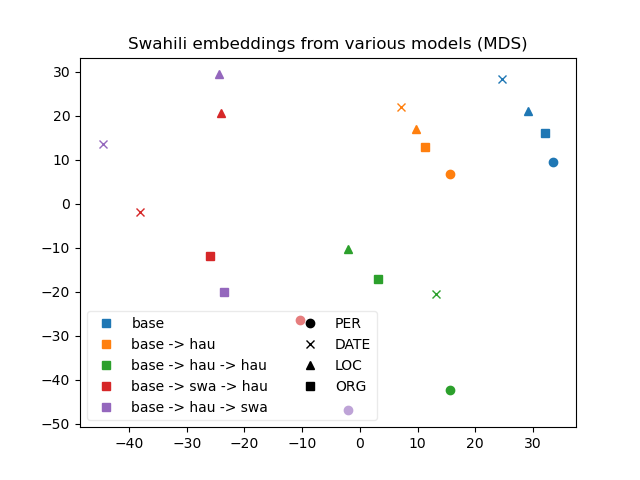 Swahili embeddings from various models (MDS)
30
20
10
0
−10
−20
−30
−40
−50
base PER
base -> hau DATE
base -> hau -> hau LOC
base -> swa -> hau ORG
base -> hau -> swa
−40 −30 −20 −10 0 10 20 30